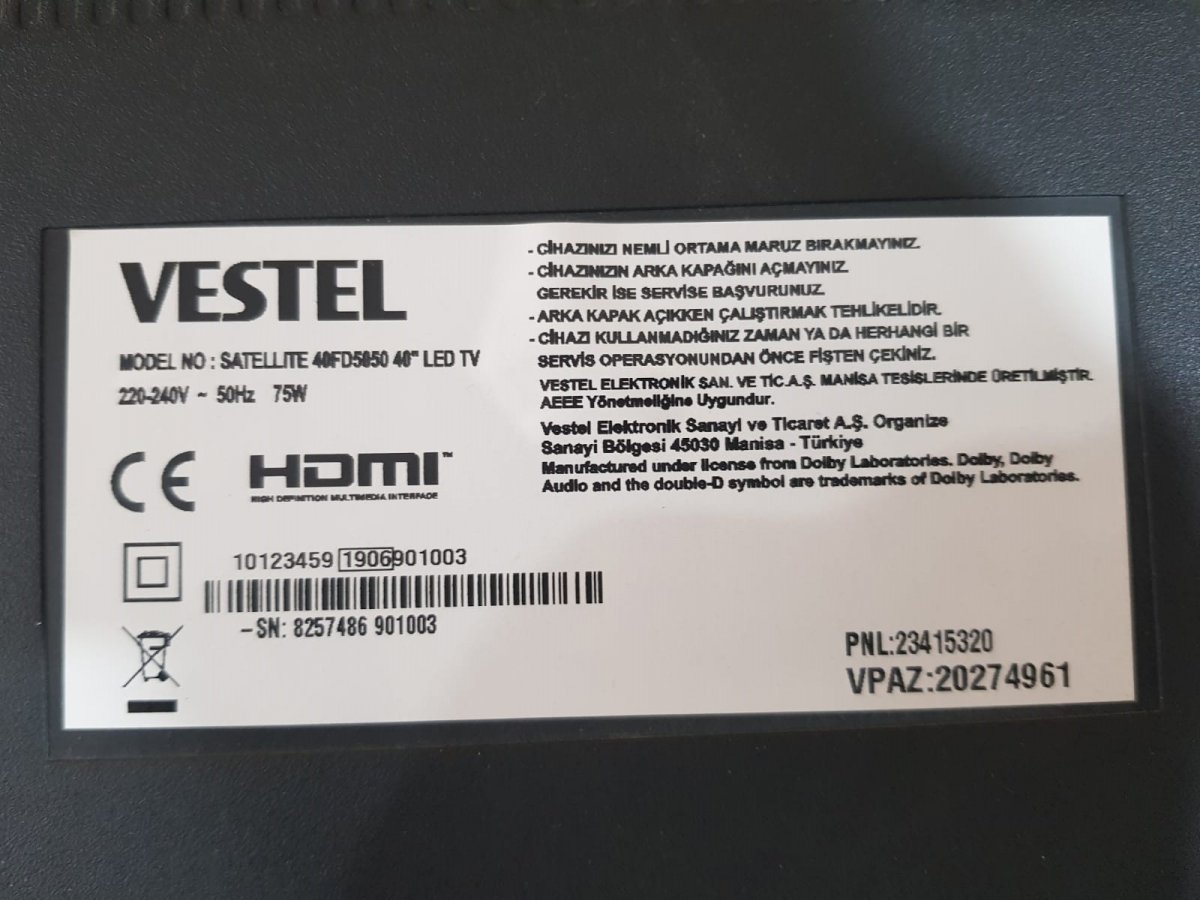 VESTEL
MODEL NO : SATELLITE 40FD5050 40" LED TV
220-240V ~ 50Hz 75W
CE
HDMI™
HIGH DEFINITION MULTIMEDIA INTERFACE
10123459 1906901003
-SN: 8257486 901003
- CİHAZINIZI NEMLİ ORTAMA MARUZ BIRAKMAYINIZ.
- CİHAZINIZIN ARKA KAPAĞINI AÇMAYINIZ.
GEREKİR İSE SERVİSE BAŞVURUNUZ.
- ARKA KAPAK AÇIKKEN ÇALIŞTIRMAK TEHLİKELİDİR.
- CİHAZI KULLANMADIĞINIZ ZAMAN YA DA HERHANGİ BİR
SERVİS OPERASYONUNDAN ÖNCE FİŞTEN ÇEKİNİZ.
VESTEL ELEKTRONİK SAN. VE TİC.A.Ş. MANİSA TESİSLERİNDE ÜRETİLMİŞTİR.
AEEE Yönetmeliğine Uygundur.
Vestel Elektronik Sanayi ve Ticaret A.Ş. Organize
Sanayi Bölgesi 45030 Manisa - Türkiye
Manufactured under license from Dolby Laboratories. Dolby, Dolby
Audio and the double-D symbol are trademarks of Dolby Laboratories.
PNL:23415320
VPAZ:20274961